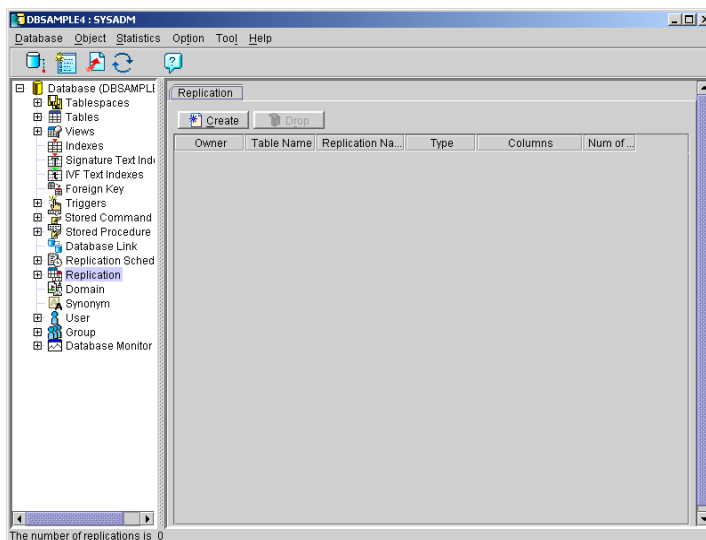 DBSAMPLE4 : SYSADM
Database Object Statistics Option Tool Help
Database (DBSAMPLE
Tablespaces
Tables
Views
Indexes
Signature Text Inde
IVF Text Indexes
Foreign Key
Triggers
Stored Command
Stored Procedure
Database Link
Replication Sched
Replication
Domain
Synonym
User
Group
Database Monitor
Replication
Create Drop
Owner Table Name Replication Na... Type Columns Num of ...
The number of replications is 0